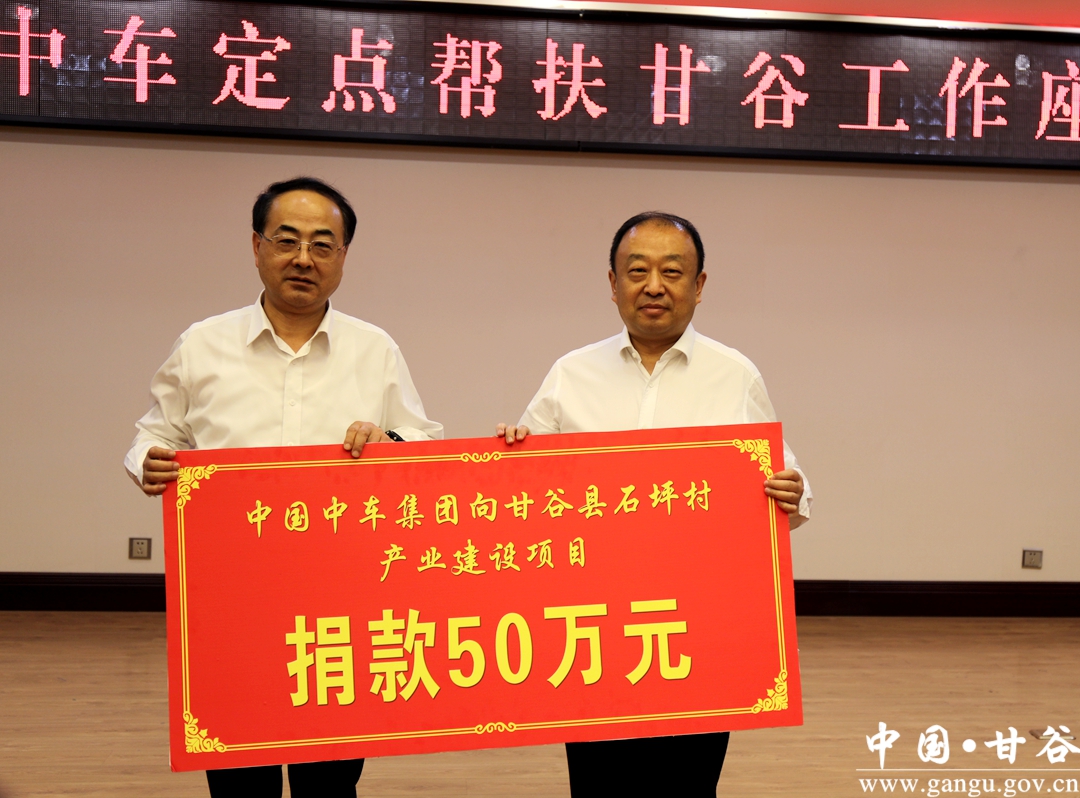 中车定点帮扶甘谷工作座
中国中车集团向甘谷县石坪村
产业建设项目
捐款50万元
中国·甘谷
www.gangu.gov.cn